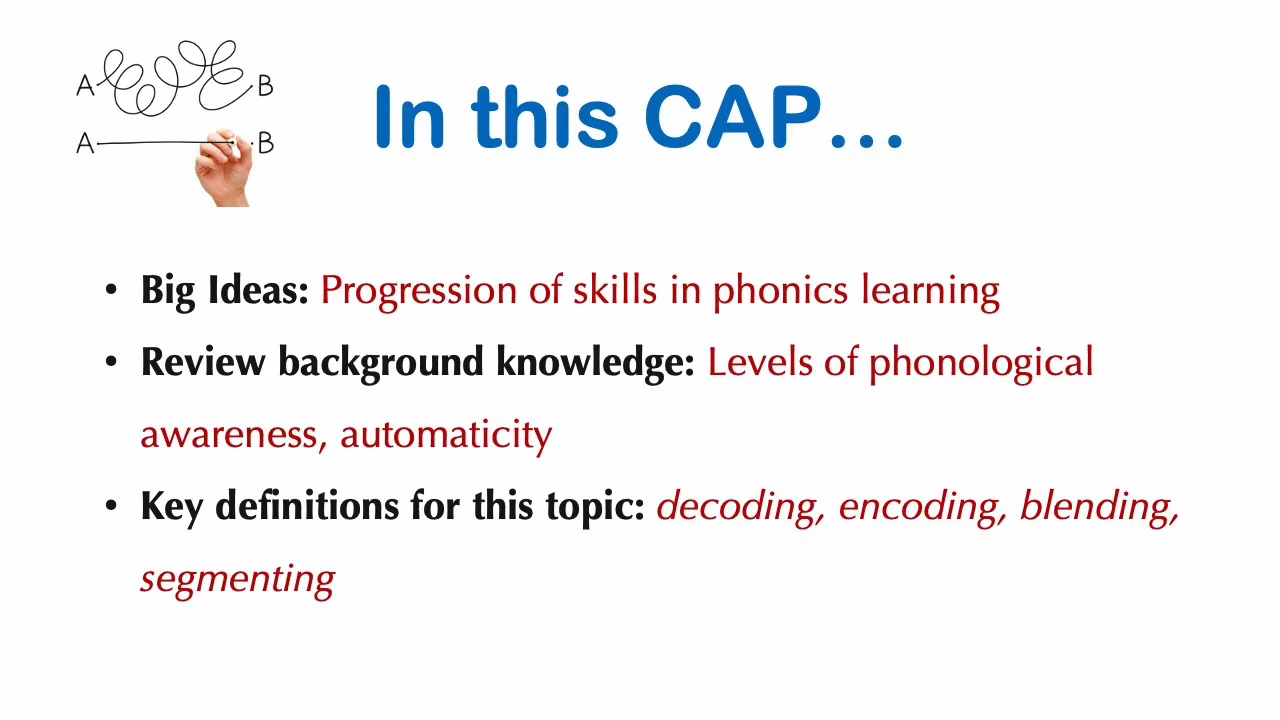 A B
A B
In this CAP...
• Big Ideas: Progression of skills in phonics learning
• Review background knowledge: Levels of phonological
awareness, automaticity
• Key definitions for this topic: decoding, encoding, blending,
segmenting